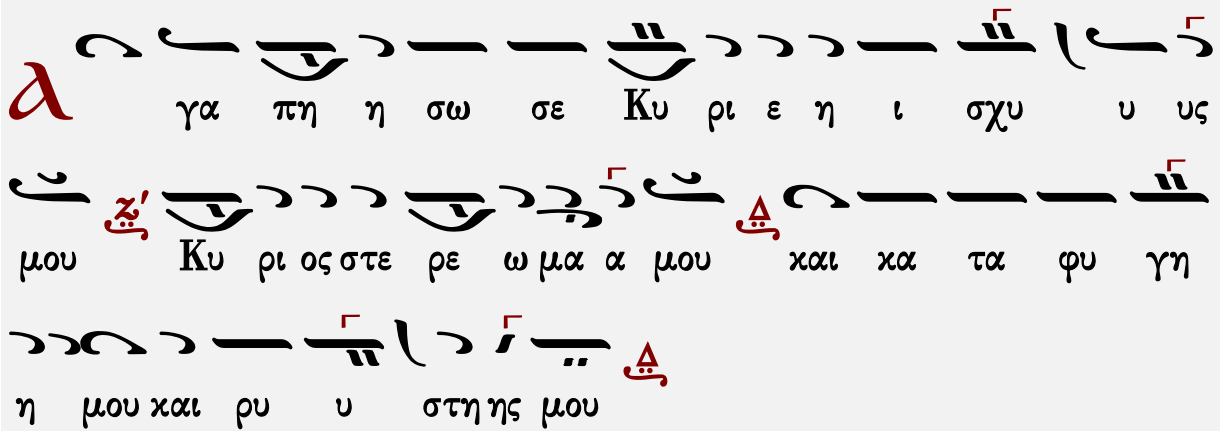 α γα πη η σω σε Κυ ρι ε η ι σχυ υ υς
μου ζ' Κυ ρι ος στε ρε ω μα α μου Δ και κα τα φυ γη
η μου και ρυ υ στη ης μου Δ